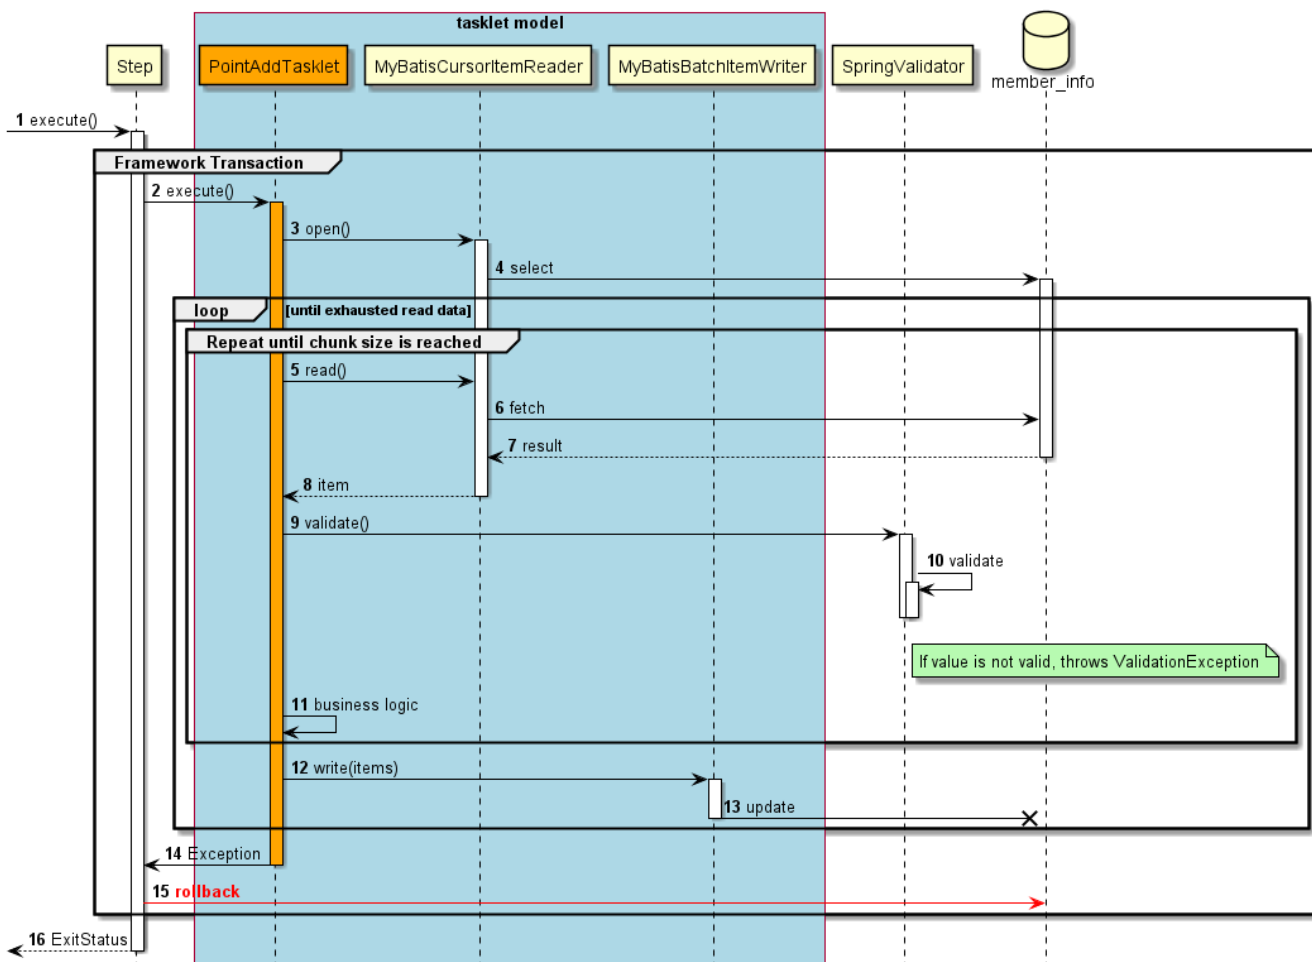 tasklet model
Step
PointAddTasklet
MyBatisCursorItemReader
MyBatisBatchItemWriter
SpringValidator
member_info
1 execute()
Framework Transaction
2 execute()
3 open()
4 select
loop
[until exhausted read data]
Repeat until chunk size is reached
5 read()
6 fetch
7 result
8 item
9 validate()
10 validate
If value is not valid, throws ValidationException
11 business logic
12 write(items)
13 update
14 Exception
15 rollback
16 ExitStatus